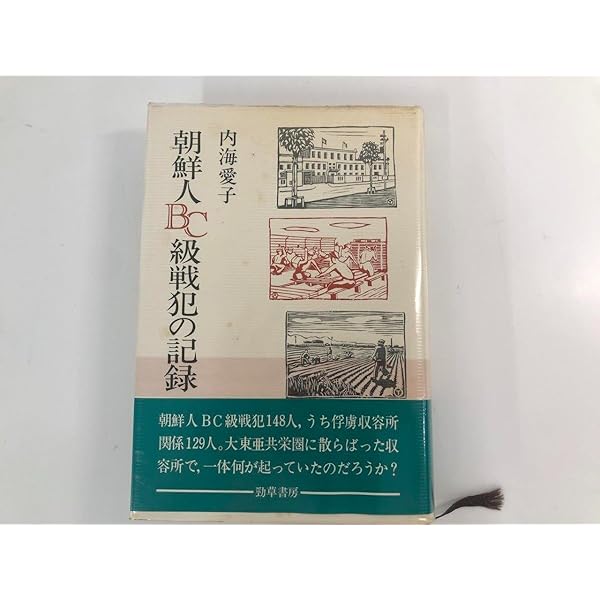 朝鮮人BC級戦犯の記録
内海愛子
朝鮮人BC級戦犯148人,うち俘虜収容所
関係129人。大東亜共栄圏に散らばった収
容所で,一体何が起っていたのだろうか?
勁草書房